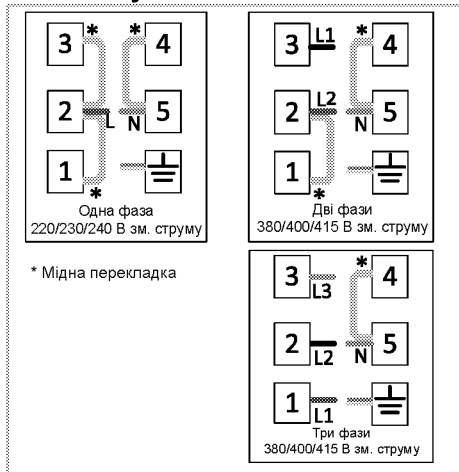 3 * * 4
2 L N 5
1 *
Одна фаза
220/230/240 В зм. струму
3 L1 * 4
2 L2 N 5
1 *
Дві фази
380/400/415 В зм. струму
* Мідна перекладка
3 L3 * 4
2 L2 N 5
1 L1
Три фази
380/400/415 В зм. струму